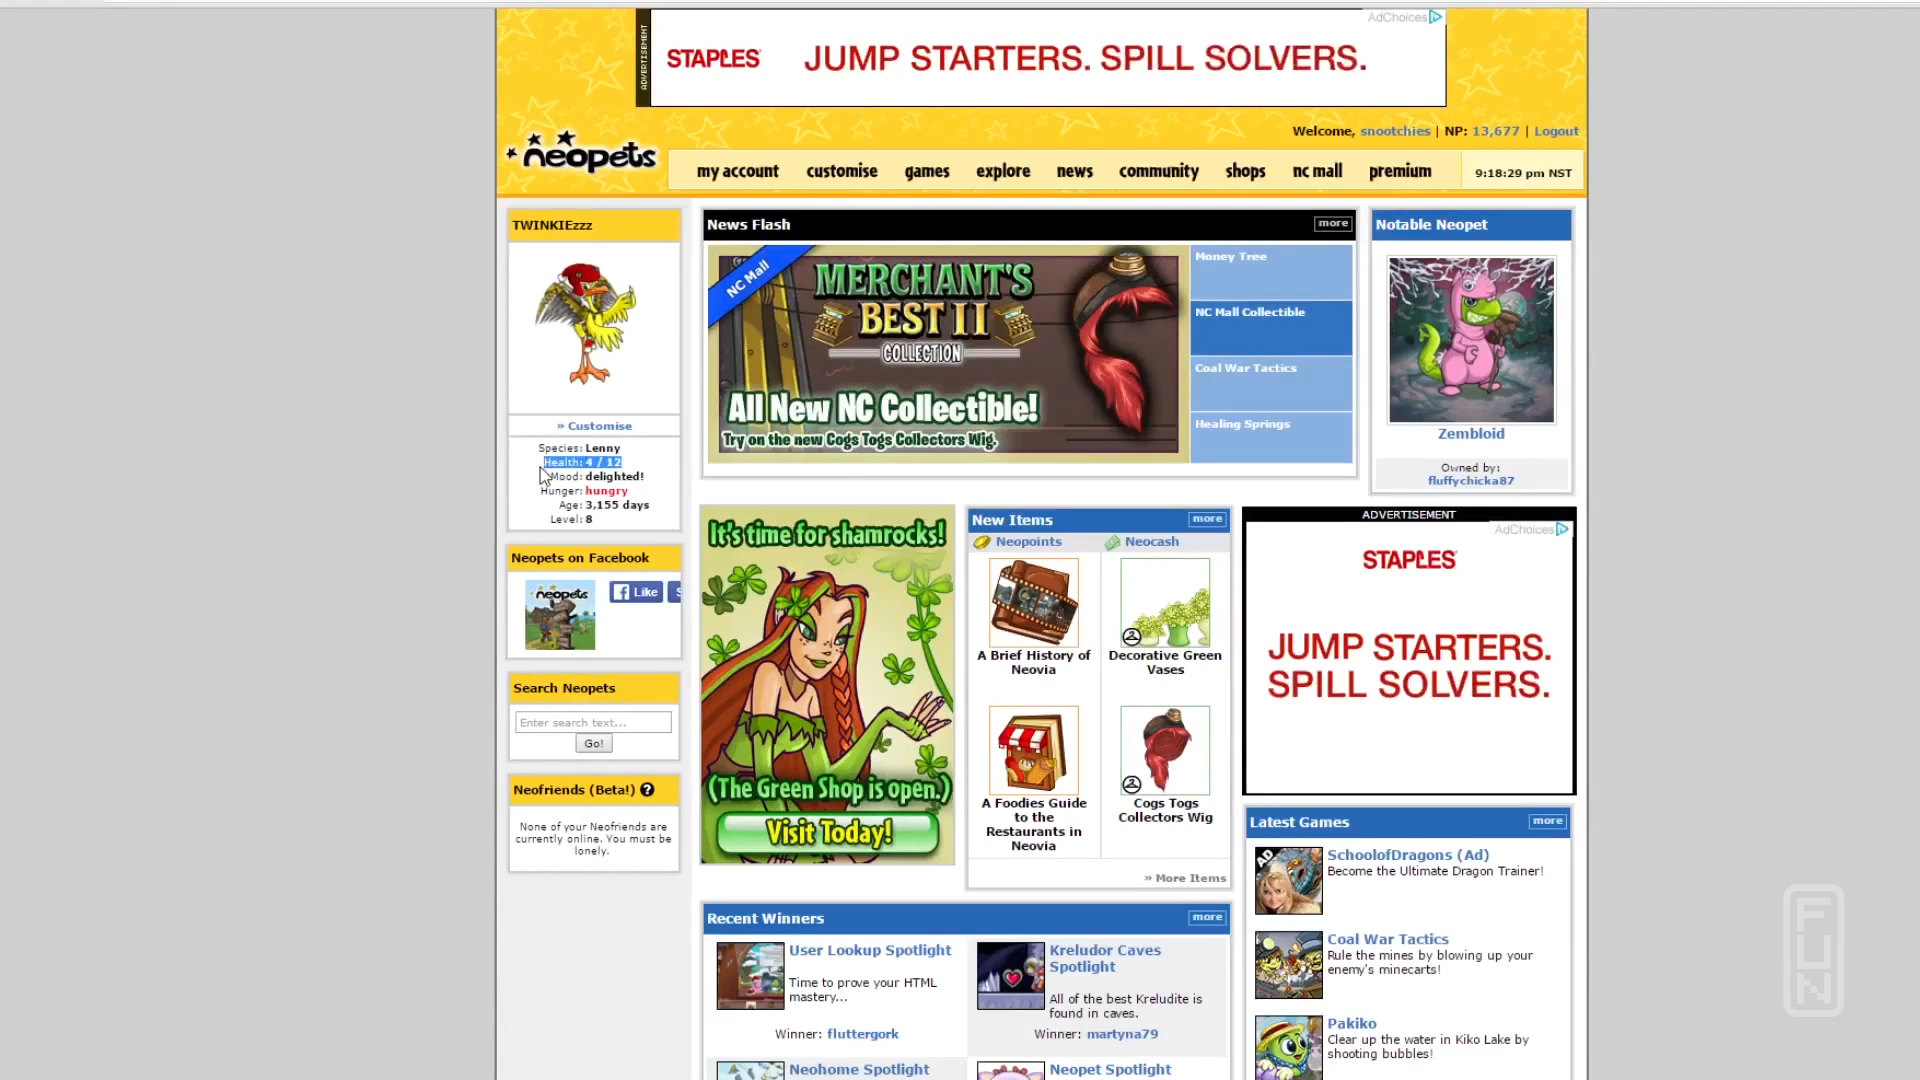 AdChoices
ADVERTISEMENT
STAPLES
JUMP STARTERS. SPILL SOLVERS.
Welcome, snootchies | NP: 13,677 | Logout
neopets
my account
customise
games
explore
news
community
shops
nc mall
premium
9:18:29 pm NST
TWINKIEzzz
» Customise
Species: Lenny
Health: 4 / 12
Mood: delighted!
Hunger: hungry
Age: 3,155 days
Level: 8
Neopets on Facebook
neopets
Like
Search Neopets
Enter search text...
Go!
Neofriends (Beta!) ?
None of your Neofriends are
currently online. You must be
lonely.
News Flash
more
NC Mall
MERCHANT'S
BEST II
COLLECTION
All New NC Collectible!
Try on the new Cogs Togs Collectors Wig.
Money Tree
NC Mall Collectible
Coal War Tactics
Healing Springs
Notable Neopet
Zembloid
Owned by:
fluffychicka87
It's time for shamrocks!
(The Green Shop is open.)
Visit Today!
New Items
more
Neopoints
Neocash
A Brief History of
Neovia
Decorative Green
Vases
A Foodies Guide
to the
Restaurants in
Neovia
Cogs Togs
Collectors Wig
» More Items
ADVERTISEMENT
AdChoices
STAPLES
JUMP STARTERS.
SPILL SOLVERS.
Recent Winners
more
User Lookup Spotlight
Time to prove your HTML
mastery...
Winner: fluttergork
Kreludor Caves
Spotlight
All of the best Kreludite is
found in caves.
Winner: martyna79
Neohome Spotlight
Neopet Spotlight
Latest Games
more
AD
SchoolofDragons (Ad)
Become the Ultimate Dragon Trainer!
Coal War Tactics
Rule the mines by blowing up your
enemy's minecarts!
Pakiko
Clear up the water in Kiko Lake by
shooting bubbles!
FUN